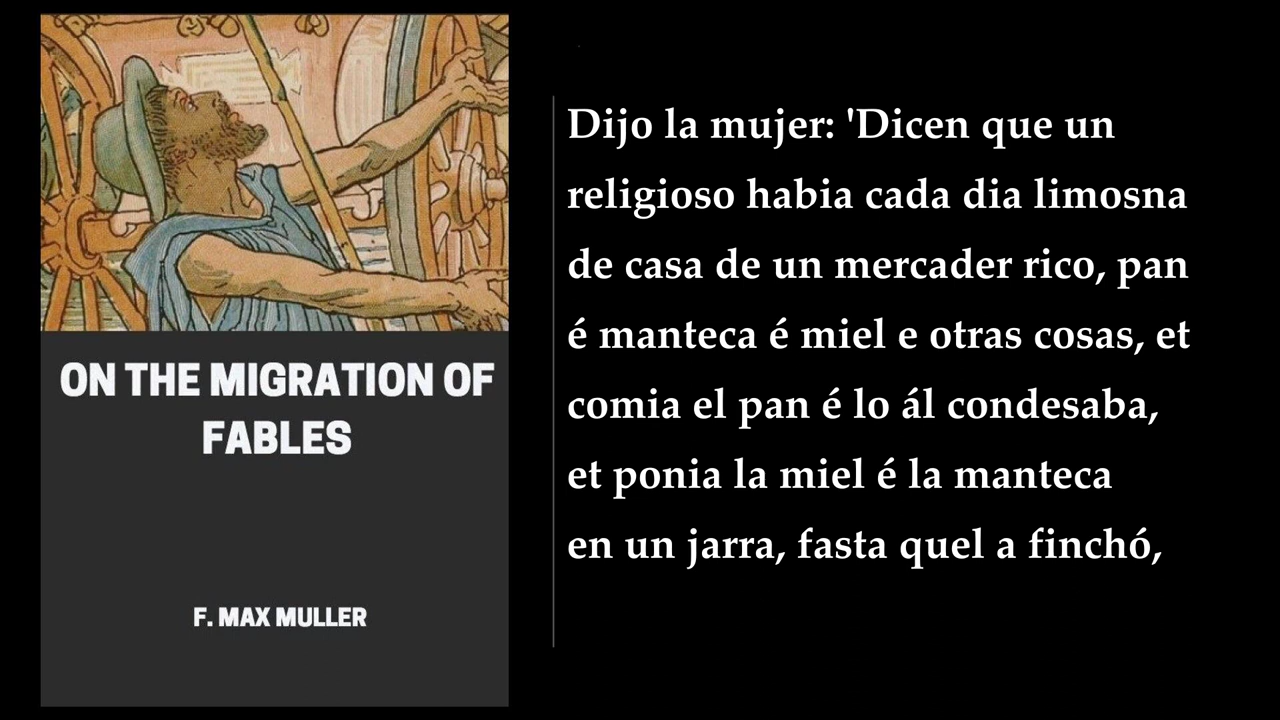 ON THE MIGRATION OF
FABLES
F. MAX MULLER
Dijo la mujer: 'Dicen que un
religioso habia cada dia limosna
de casa de un mercader rico, pan
é manteca é miel e otras cosas, et
comia el pan é lo ál condesaba,
et ponia la miel é la manteca
en un jarra, fasta quel a finchó,